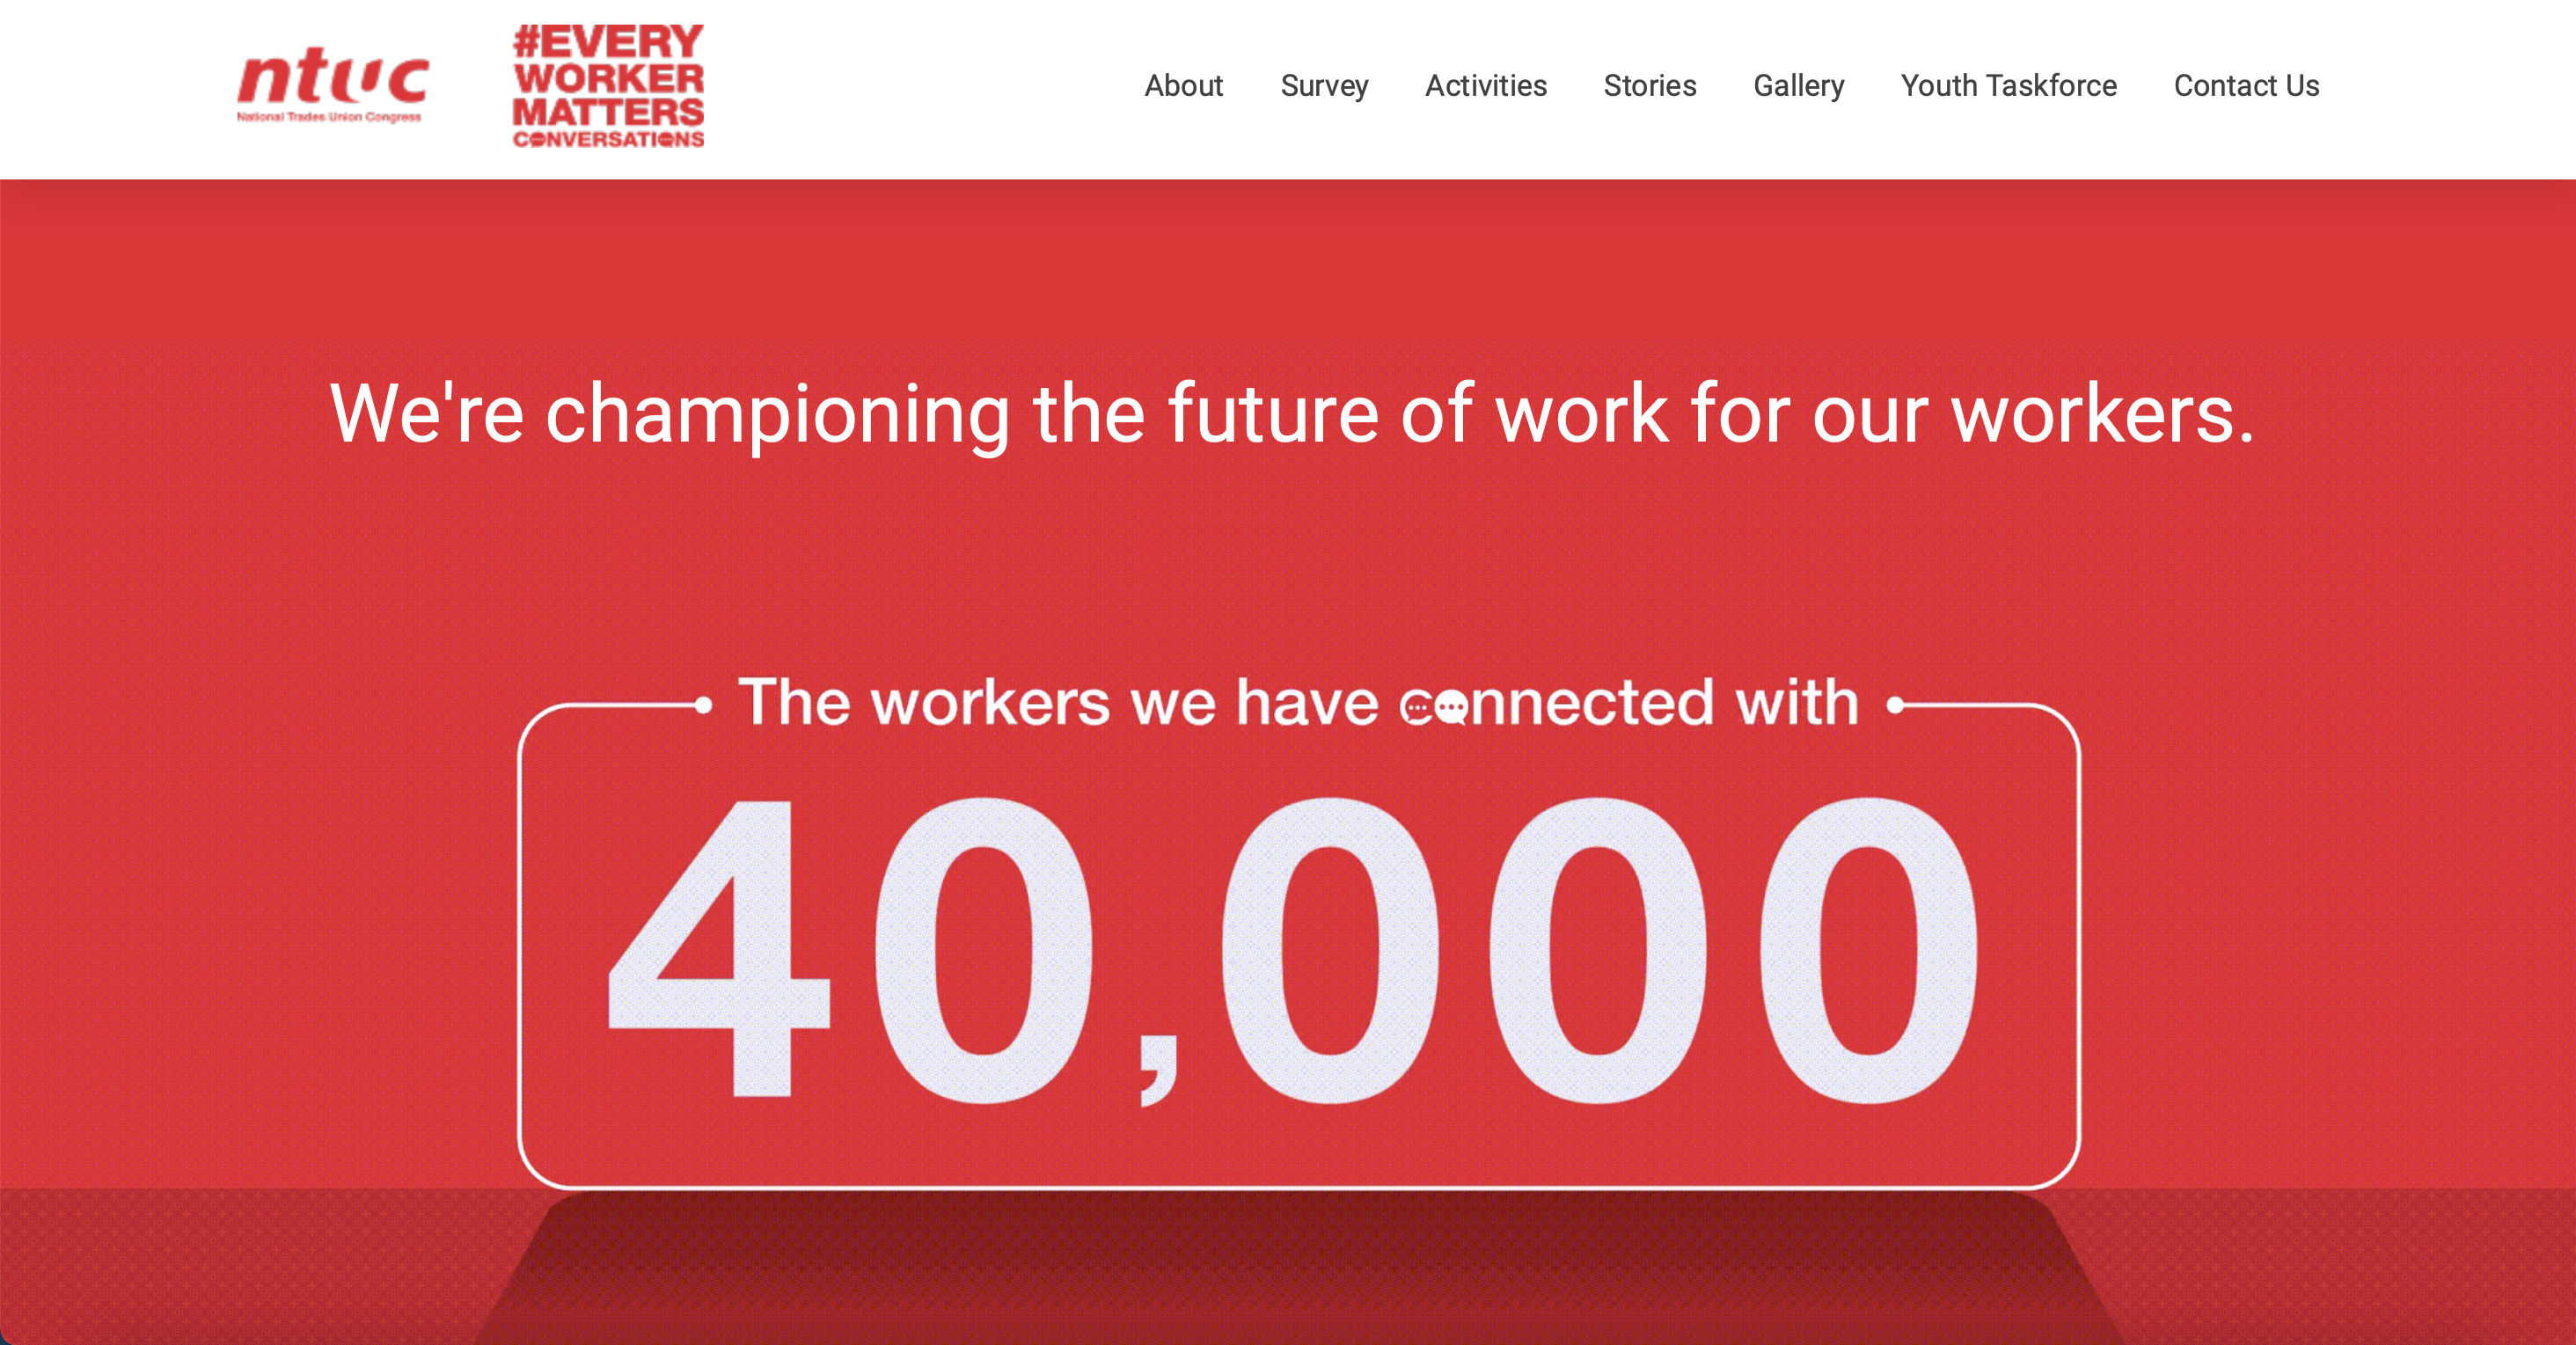 ntuc
National Trades Union Congress
#EVERY
WORKER
MATTERS
CONVERSATIONS
About Survey Activities Stories Gallery Youth Taskforce Contact Us
We're championing the future of work for our workers.
The workers we have connected with
40,000